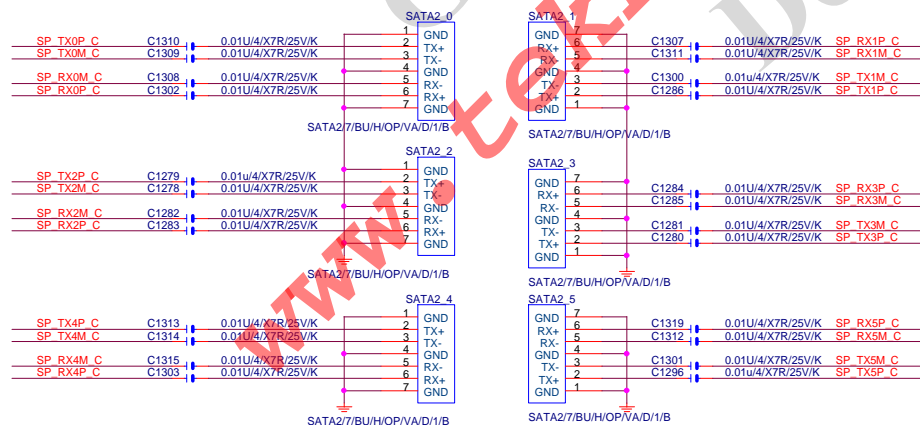 SATA2_0
1 GND
SP_TX0P_C C1310 0.01U/4/X7R/25V/K 2 TX+
SP_TX0M_C C1309 0.01U/4/X7R/25V/K 3 TX-
4 GND
SP_RX0M_C C1308 0.01U/4/X7R/25V/K 5 RX-
SP_RX0P_C C1302 0.01U/4/X7R/25V/K 6 RX+
7 GND
SATA2/7/BU/H/OP/VA/D/1/B
SATA2_1
GND 7
RX+ 6 C1307 0.01U/4/X7R/25V/K SP_RX1P_C
RX- 5 C1311 0.01U/4/X7R/25V/K SP_RX1M_C
GND 4
TX- 3 C1300 0.01u/4/X7R/25V/K SP_TX1M_C
TX+ 2 C1286 0.01U/4/X7R/25V/K SP_TX1P_C
GND 1
SATA2/7/BU/H/OP/VA/D/1/B
SATA2_2
1 GND
SP_TX2P_C C1279 0.01u/4/X7R/25V/K 2 TX+
SP_TX2M_C C1278 0.01U/4/X7R/25V/K 3 TX-
4 GND
SP_RX2M_C C1282 0.01U/4/X7R/25V/K 5 RX-
SP_RX2P_C C1283 0.01U/4/X7R/25V/K 6 RX+
7 GND
SATA2/7/BU/H/OP/VA/D/1/B
SATA2_3
GND 7
RX+ 6 C1284 0.01U/4/X7R/25V/K SP_RX3P_C
RX- 5 C1285 0.01U/4/X7R/25V/K SP_RX3M_C
GND 4
TX- 3 C1281 0.01U/4/X7R/25V/K SP_TX3M_C
TX+ 2 C1280 0.01U/4/X7R/25V/K SP_TX3P_C
GND 1
SATA2/7/BU/H/OP/VA/D/1/B
SATA2_4
1 GND
SP_TX4P_C C1313 0.01U/4/X7R/25V/K 2 TX+
SP_TX4M_C C1314 0.01U/4/X7R/25V/K 3 TX-
4 GND
SP_RX4M_C C1315 0.01U/4/X7R/25V/K 5 RX-
SP_RX4P_C C1303 0.01U/4/X7R/25V/K 6 RX+
7 GND
SATA2/7/BU/H/OP/VA/D/1/B
SATA2_5
GND 7
RX+ 6 C1319 0.01U/4/X7R/25V/K SP_RX5P_C
RX- 5 C1312 0.01U/4/X7R/25V/K SP_RX5M_C
GND 4
TX- 3 C1301 0.01U/4/X7R/25V/K SP_TX5M_C
TX+ 2 C1296 0.01u/4/X7R/25V/K SP_TX5P_C
GND 1
SATA2/7/BU/H/OP/VA/D/1/B